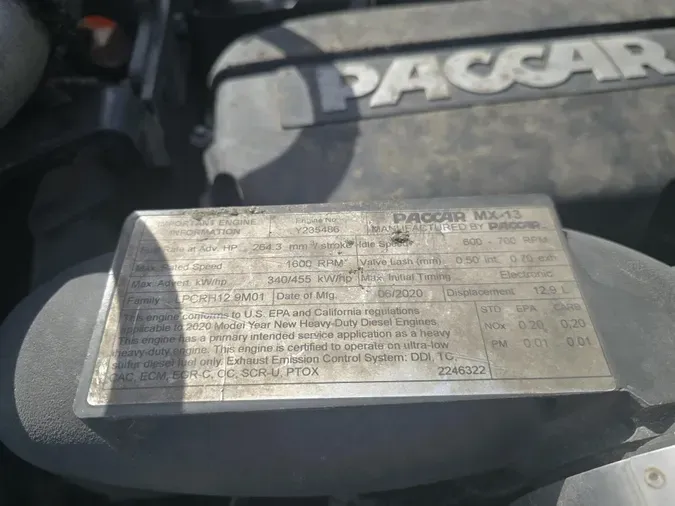 PACCAR
IMPORTANT ENGINE INFORMATION
Engine No. Y235486
PACCAR MX-13
MANUFACTURED BY PACCAR
Fuel Rate at Adv. HP 264.3 mm³/stroke Idle Speed 600 - 700 RPM
Max. Rated Speed 1600 RPM Valve Lash (mm) 0.50 int. 0.70 exh
Max. Advert. kW/hp 340/455 kW/hp Max. Initial Timing Electronic
Family LPCRH12.9M01 Date of Mfg. 06/2020 Displacement 12.9 L
This engine conforms to U.S. EPA and California regulations
applicable to 2020 Model Year New Heavy-Duty Diesel Engines.
This engine has a primary intended service application as a heavy
heavy-duty engine. This engine is certified to operate on ultra-low
sulfur diesel fuel only. Exhaust Emission Control System: DDI, TC,
CAC, ECM, EGR-C, OC, SCR-U, PTOX
2246322
STD EPA CARB
NOx 0.20 0.20
PM 0.01 0.01